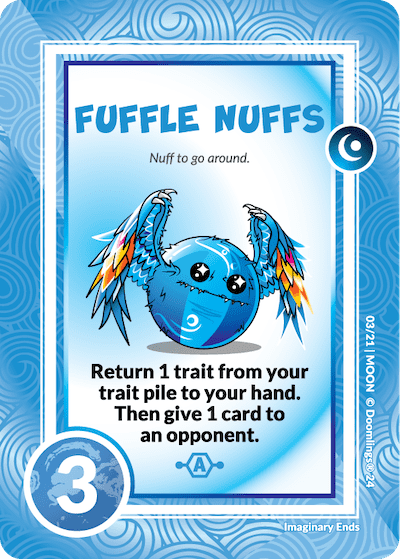 FUFFLE NUFFS
Nuff to go around.
Return 1 trait from your
trait pile to your hand.
Then give 1 card to
an opponent.
A
3
03/21 | MOON © Doomlings® 24
Imaginary Ends